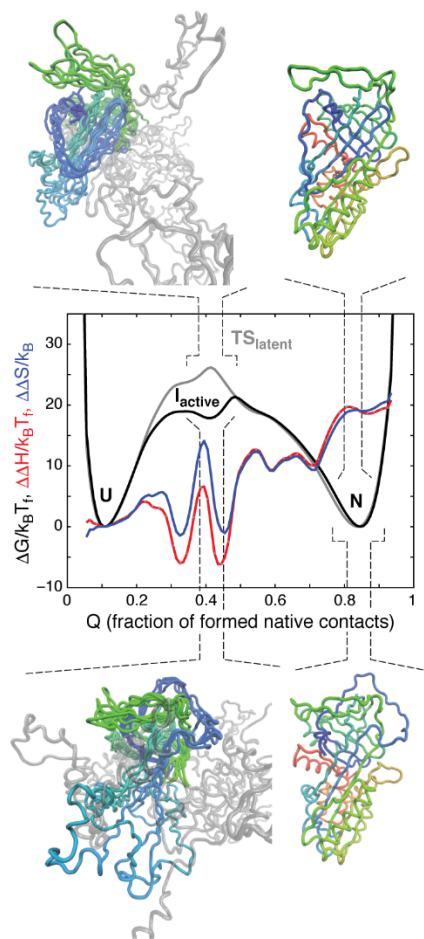 ΔG/k_BT_f, ΔΔH/k_BT_f, ΔΔS/k_B
30
20
10
0
−10
TS_latent
I_active
U
N
0
0.2
0.4
0.6
0.8
1
Q (fraction of formed native contacts)